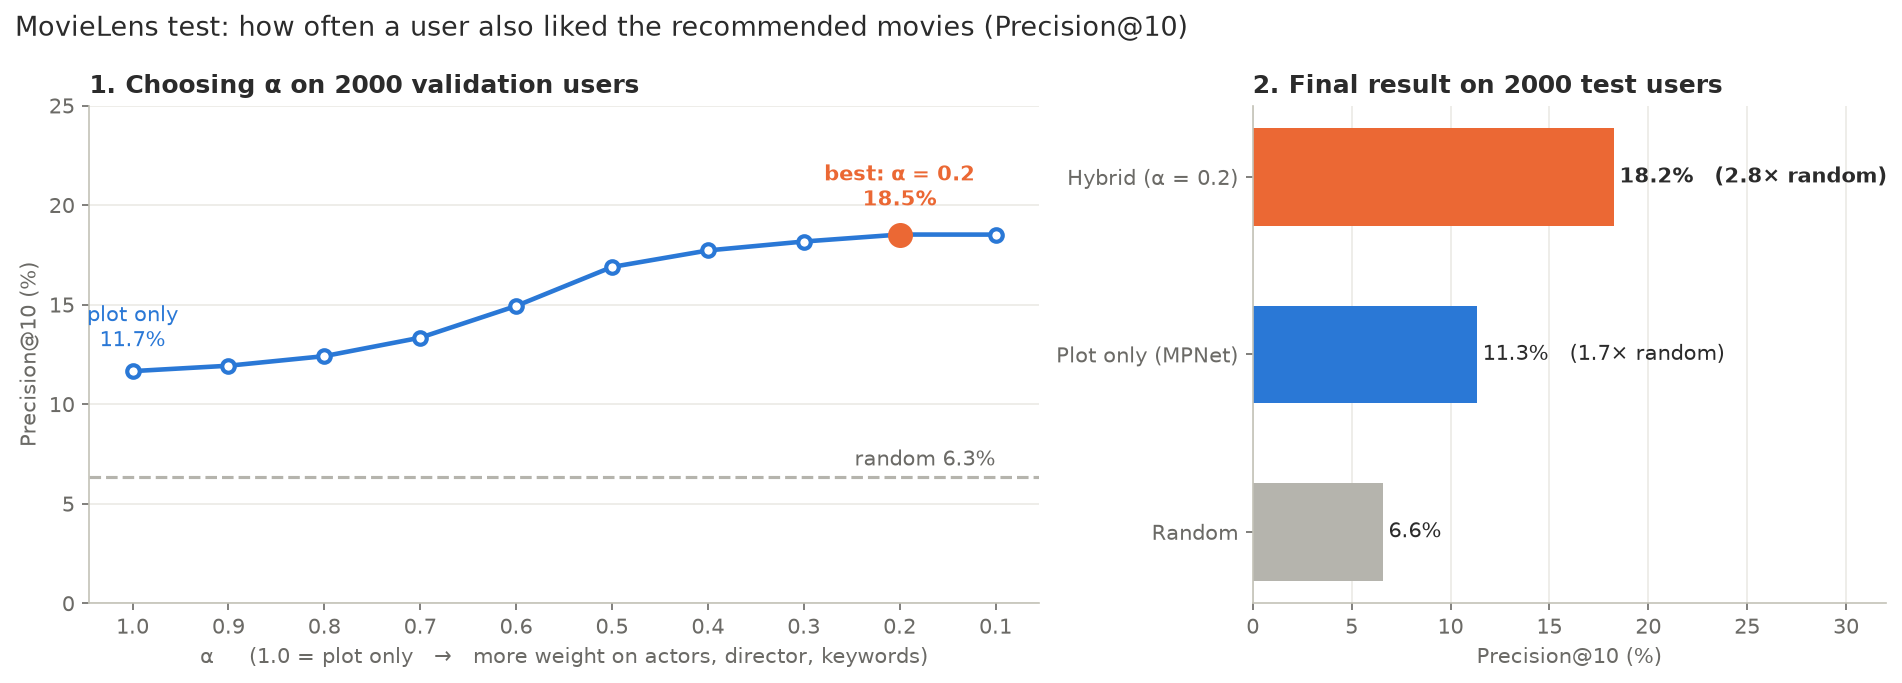 MovieLens test: how often a user also liked the recommended movies (Precision@10)
1. Choosing α on 2000 validation users
Precision@10 (%)
25
20
15
10
5
0
best: α = 0.2
18.5%
plot only
11.7%
random 6.3%
1.0 0.9 0.8 0.7 0.6 0.5 0.4 0.3 0.2 0.1
α (1.0 = plot only → more weight on actors, director, keywords)
2. Final result on 2000 test users
Hybrid (α = 0.2) 18.2% (2.8× random)
Plot only (MPNet) 11.3% (1.7× random)
Random 6.6%
0 5 10 15 20 25 30
Precision@10 (%)